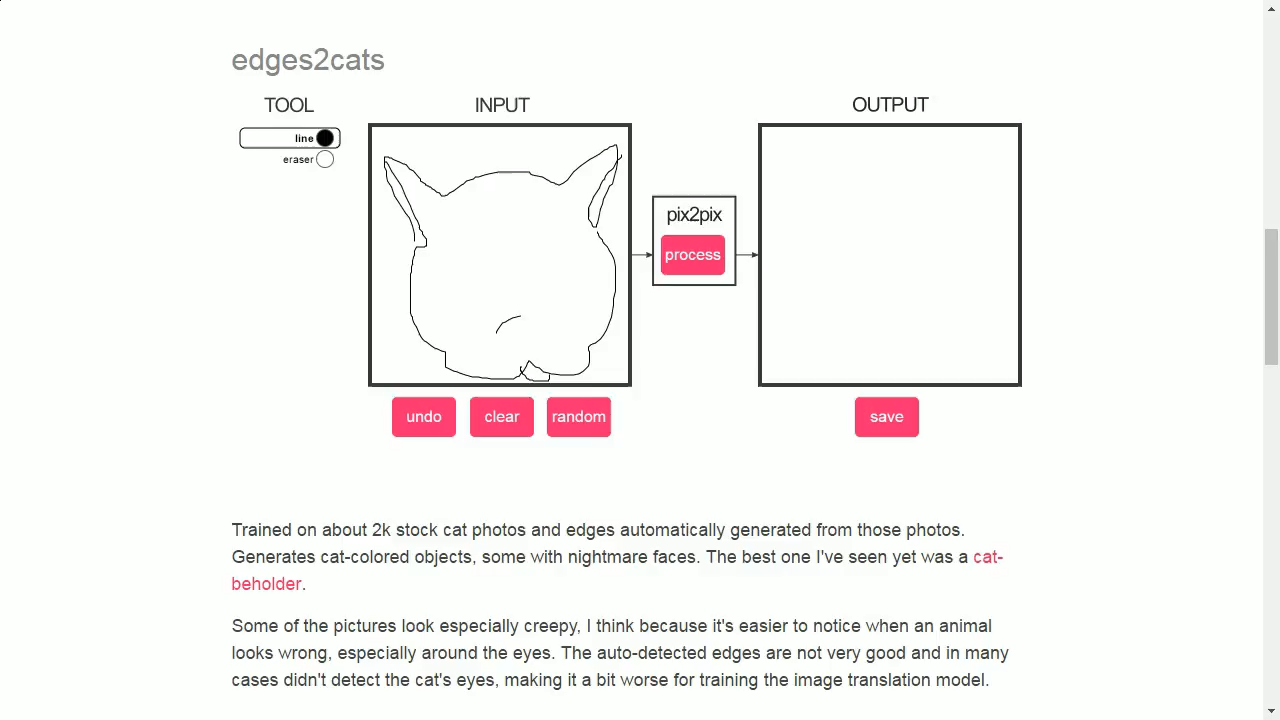 edges2cats
TOOL
INPUT
OUTPUT
line
eraser
pix2pix
process
undo
clear
random
save
Trained on about 2k stock cat photos and edges automatically generated from those photos.
Generates cat-colored objects, some with nightmare faces. The best one I've seen yet was a cat-
beholder.
Some of the pictures look especially creepy, I think because it's easier to notice when an animal
looks wrong, especially around the eyes. The auto-detected edges are not very good and in many
cases didn't detect the cat's eyes, making it a bit worse for training the image translation model.